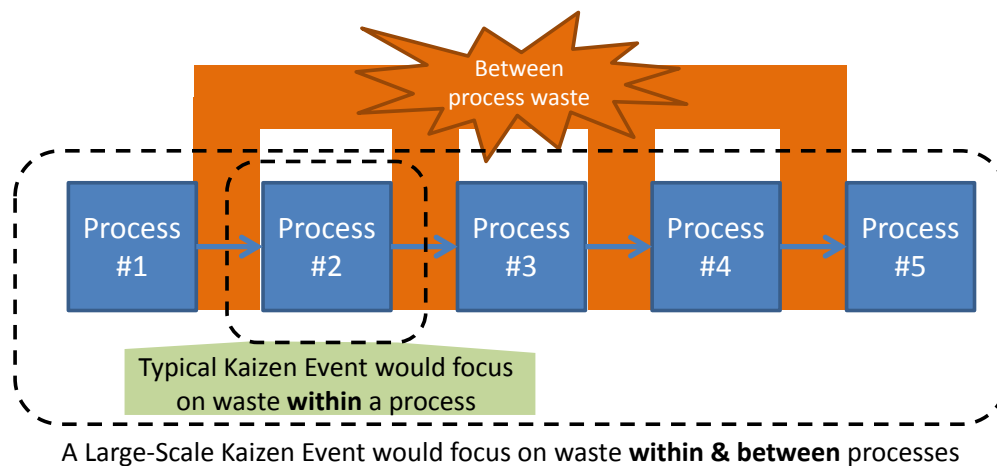 Between
process waste
Process
#1
Process
#2
Process
#3
Process
#4
Process
#5
Typical Kaizen Event would focus
on waste within a process
A Large-Scale Kaizen Event would focus on waste within & between processes